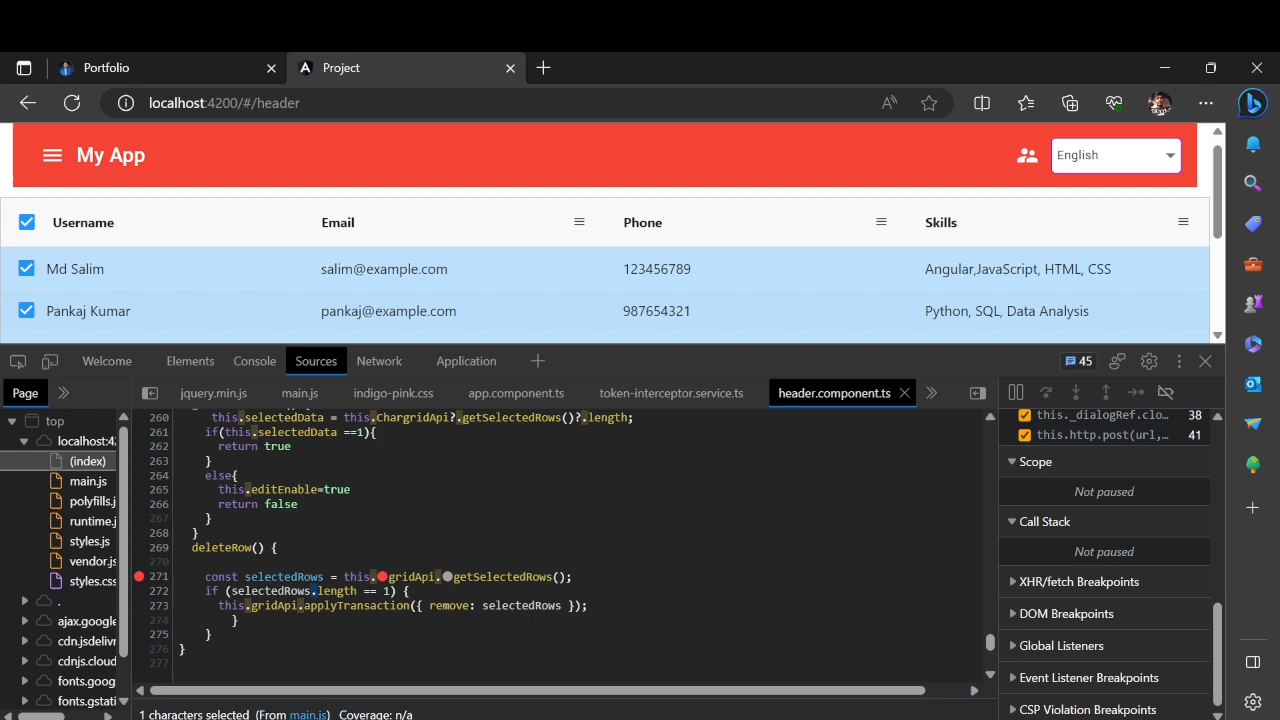 Portfolio
Project
localhost:4200/#/header
My App
English
Username Email Phone Skills
Md Salim salim@example.com 123456789 Angular,JavaScript, HTML, CSS
Pankaj Kumar pankaj@example.com 987654321 Python, SQL, Data Analysis
Welcome Elements Console Sources Network Application 45
Page jquery.min.js main.js indigo-pink.css app.component.ts token-interceptor.service.ts header.component.ts
top
localhost:42
(index)
main.js
polyfills.j
runtime.j
styles.js
vendor.js
styles.css
.
ajax.google
cdn.jsdelivr
cdnjs.cloud
fonts.goog
fonts.gstati
260 this.selectedData = this.ChargridApi?.getSelectedRows()?.length;
261 if(this.selectedData ==1){
262 return true
263 }
264 else{
265 this.editEnable=true
266 return false
267 }
268 }
269 deleteRow() {
270
271 const selectedRows = this.gridApi.getSelectedRows();
272 if (selectedRows.length == 1) {
273 this.gridApi.applyTransaction({ remove: selectedRows });
274 }
275 }
276 }
277
1 characters selected (From main.js) Coverage: n/a
this._dialogRef.clo... 38
this.http.post(url,... 41
Scope
Not paused
Call Stack
Not paused
XHR/fetch Breakpoints
DOM Breakpoints
Global Listeners
Event Listener Breakpoints
CSP Violation Breakpoints